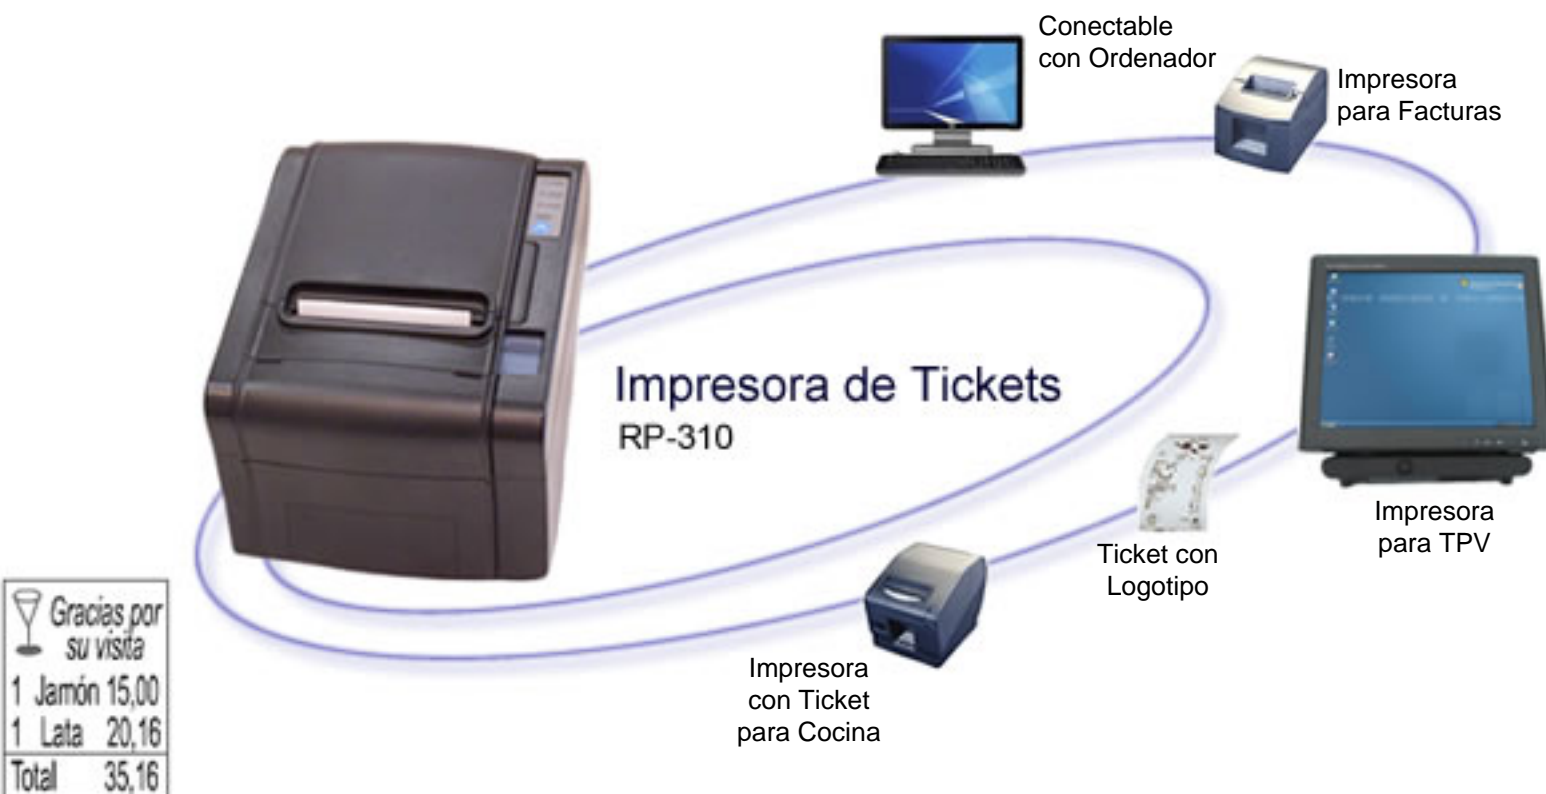 Conectable
con Ordenador
Impresora
para Facturas
Impresora de Tickets
RP-310
Impresora
para TPV
Ticket con
Logotipo
Impresora
con Ticket
para Cocina
Gracias por
su visita
1 Jamón 15,00
1 Lata 20,16
Total 35,16